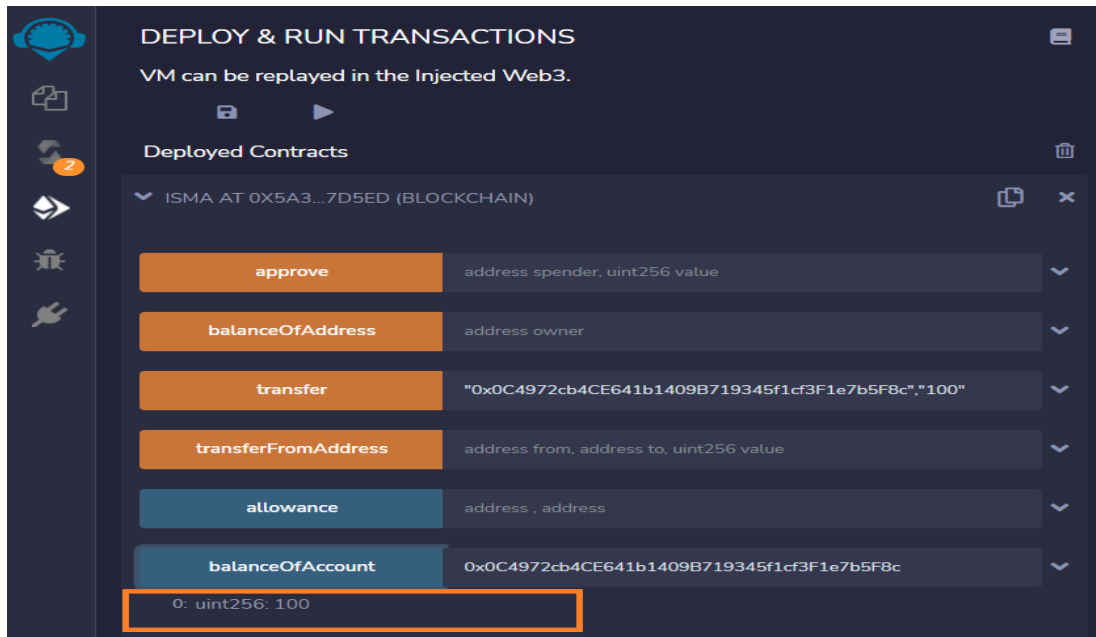 DEPLOY & RUN TRANSACTIONS
VM can be replayed in the Injected Web3.
2
Deployed Contracts
ISMA AT 0X5A3...7D5ED (BLOCKCHAIN)
approve address spender, uint256 value
balanceOfAddress address owner
transfer "0x0C4972cb4CE641b1409B719345f1cf3F1e7b5F8c","100"
transferFromAddress address from, address to, uint256 value
allowance address , address
balanceOfAccount 0x0C4972cb4CE641b1409B719345f1cf3F1e7b5F8c
0: uint256: 100